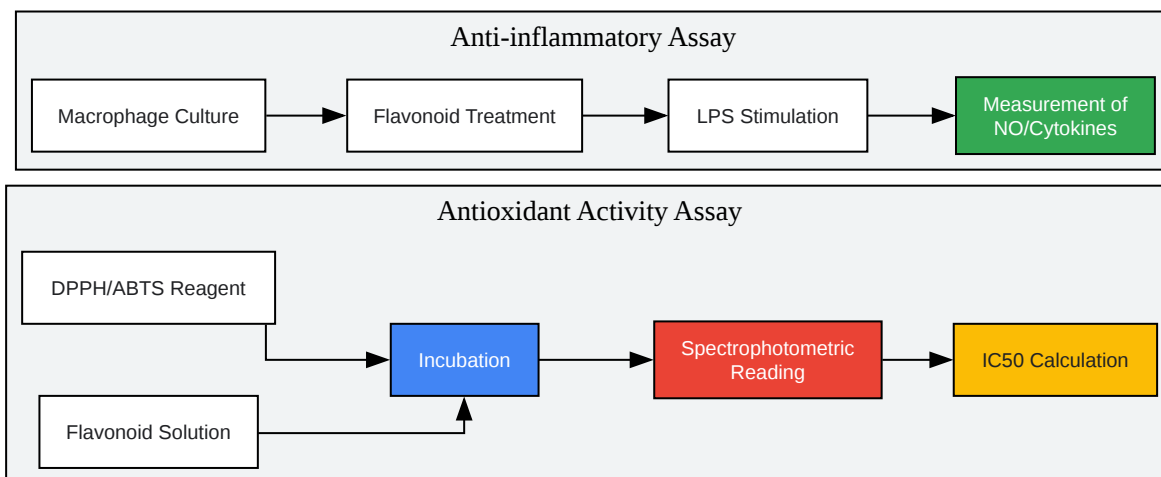 Anti-inflammatory Assay
Macrophage Culture
Flavonoid Treatment
LPS Stimulation
Measurement of
NO/Cytokines
Antioxidant Activity Assay
DPPH/ABTS Reagent
Flavonoid Solution
Incubation
Spectrophotometric
Reading
IC50 Calculation